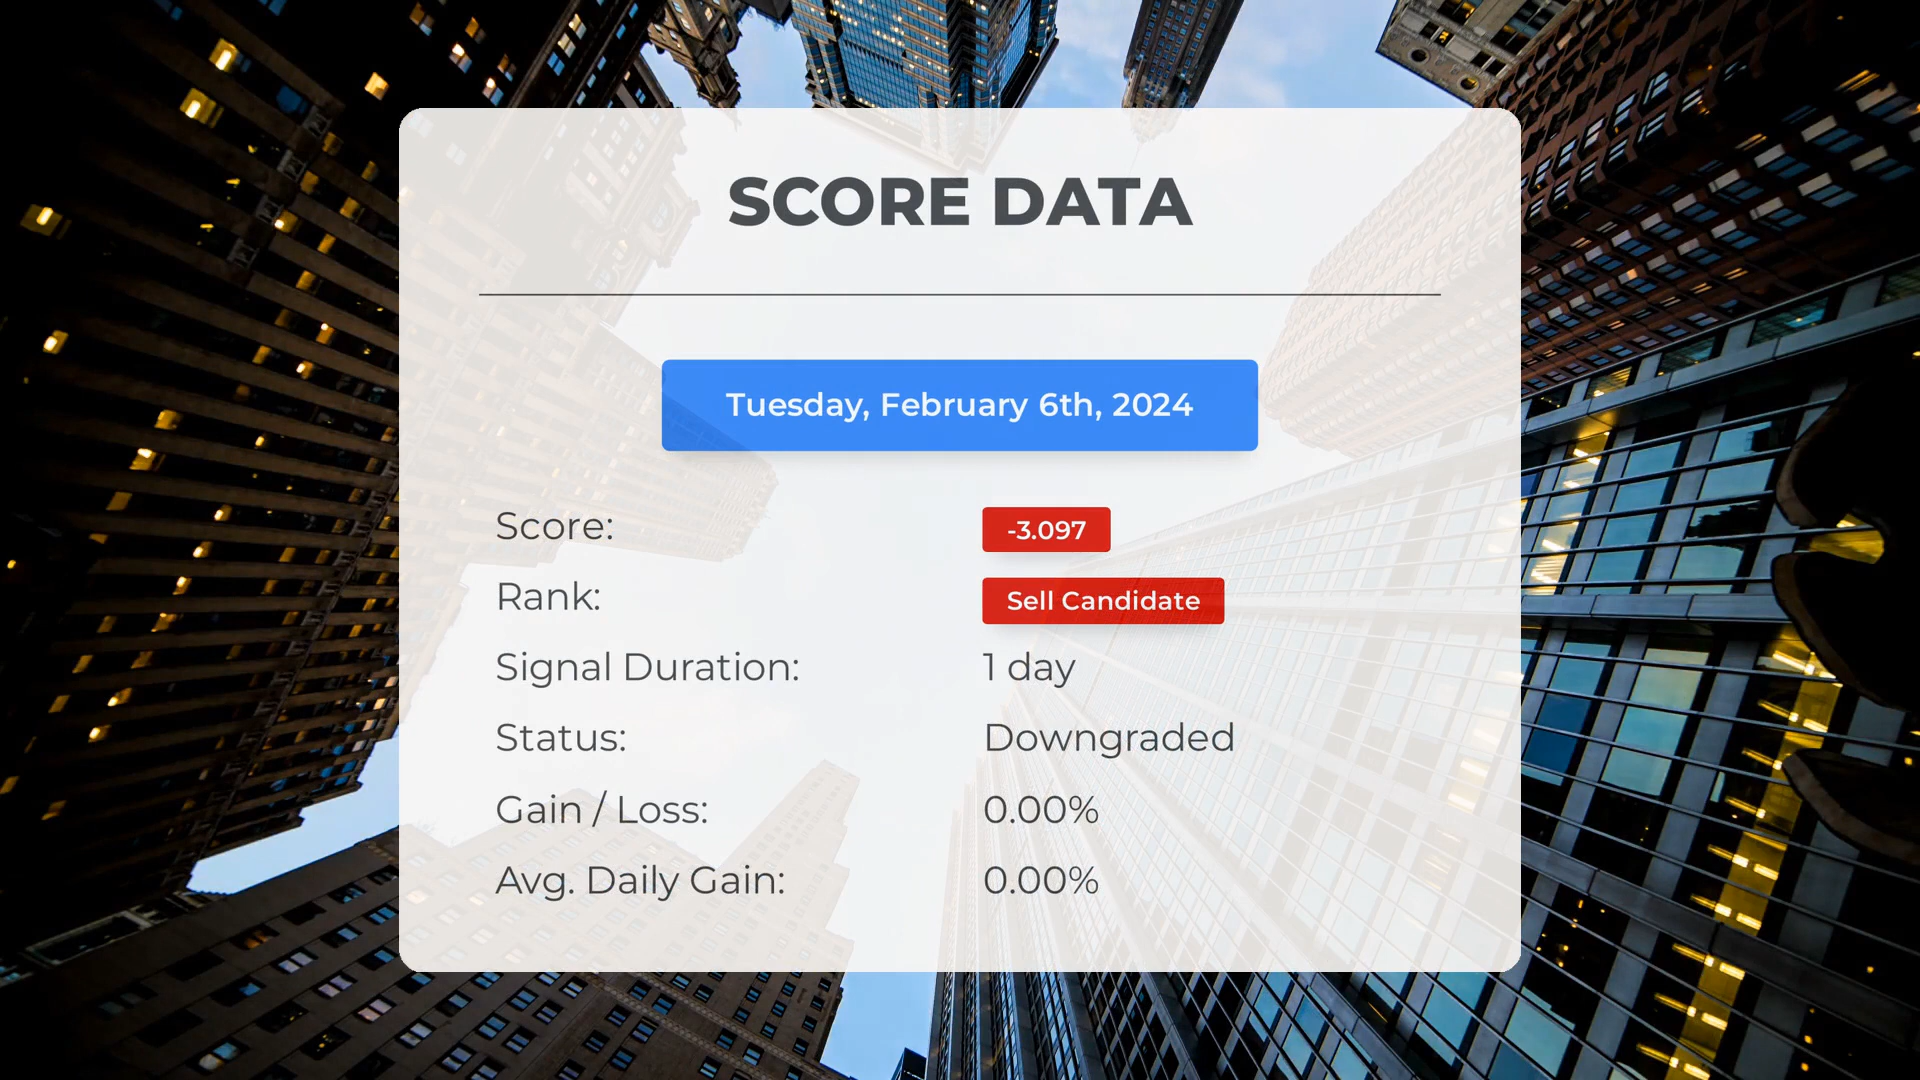 SCORE DATA
Tuesday, February 6th, 2024
Score: -3.097
Rank: Sell Candidate
Signal Duration: 1 day
Status: Downgraded
Gain / Loss: 0.00%
Avg. Daily Gain: 0.00%